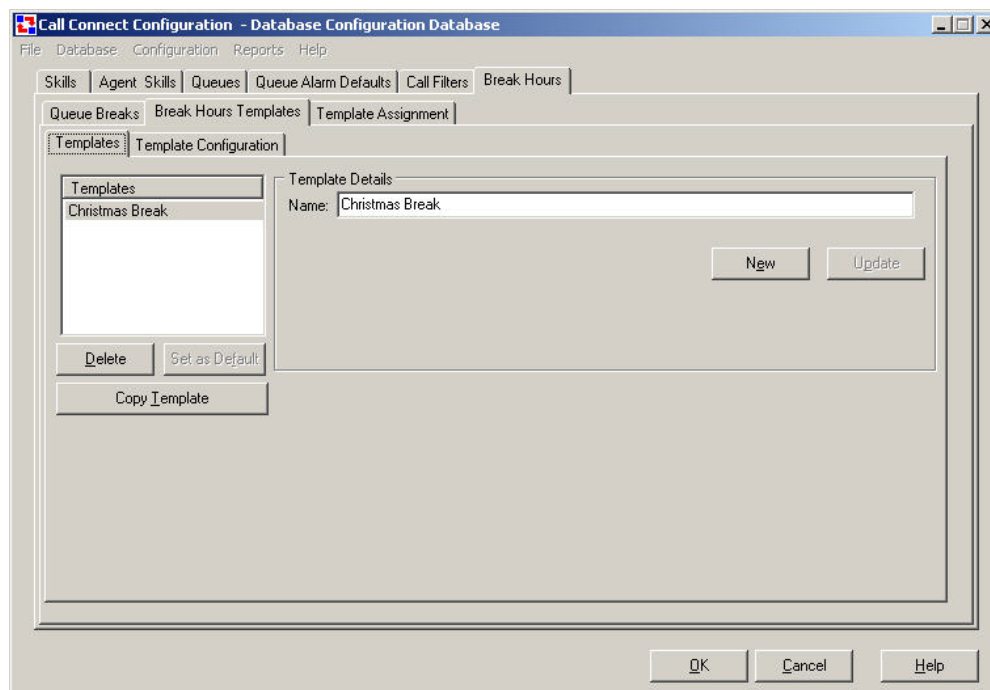 Call Connect Configuration - Database Configuration Database
File Database Configuration Reports Help
Skills Agent Skills Queues Queue Alarm Defaults Call Filters Break Hours
Queue Breaks Break Hours Templates Template Assignment
Templates Template Configuration
Templates
Christmas Break
Template Details
Name: Christmas Break
New Update
Delete Set as Default
Copy Template
OK Cancel Help